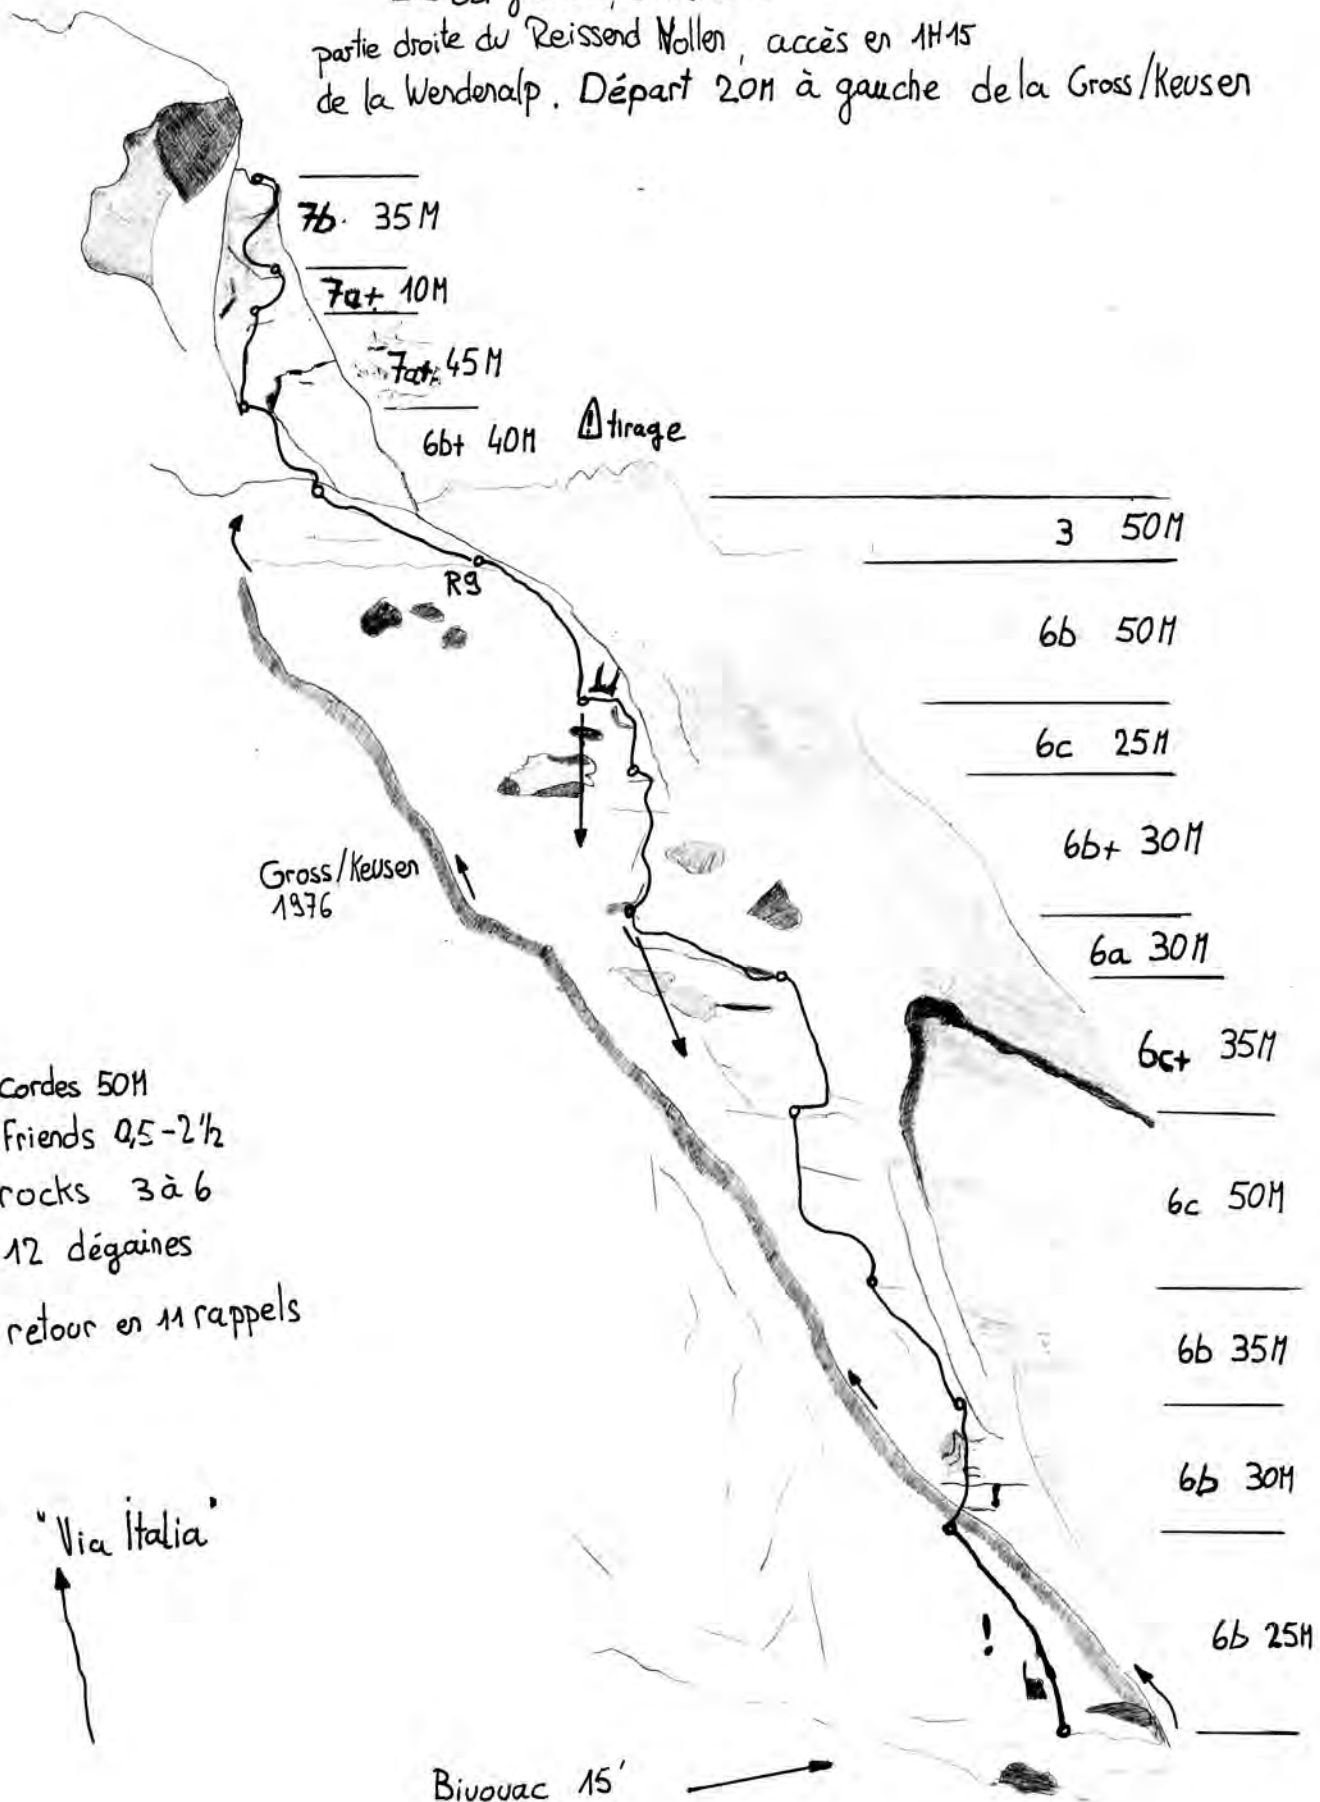 partie droite du Reissend Nollen, accès en 1H15
de la Wendenalp. Départ 20M à gauche de la Gross/Keusen
7b. 35M
7a+ 10M
7a+ 45M
6b+ 40M
! tirage
3 50M
R9
6b 50M
6c 25M
6b+ 30M
Gross/Keusen
1976
6a 30M
6c+ 35M
Cordes 50M
Friends 0,5-2½
rocks 3 à 6
12 dégaines
retour en 11 rappels
6c 50M
6b 35M
6b 30M
!
"Via Italia"
!
6b 25M
Bivouac 15'